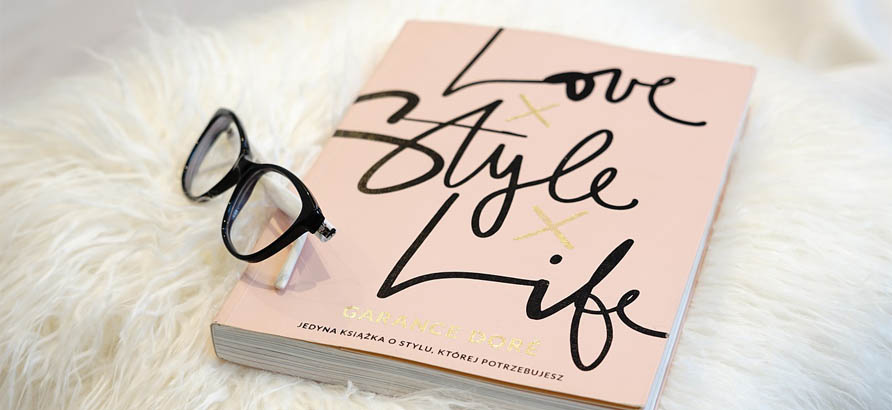 Love
×
Style
×
Life
GARANCE DORÉ
JEDYNA KSIĄŻKA O STYLU, KTÓREJ POTRZEBUJESZ